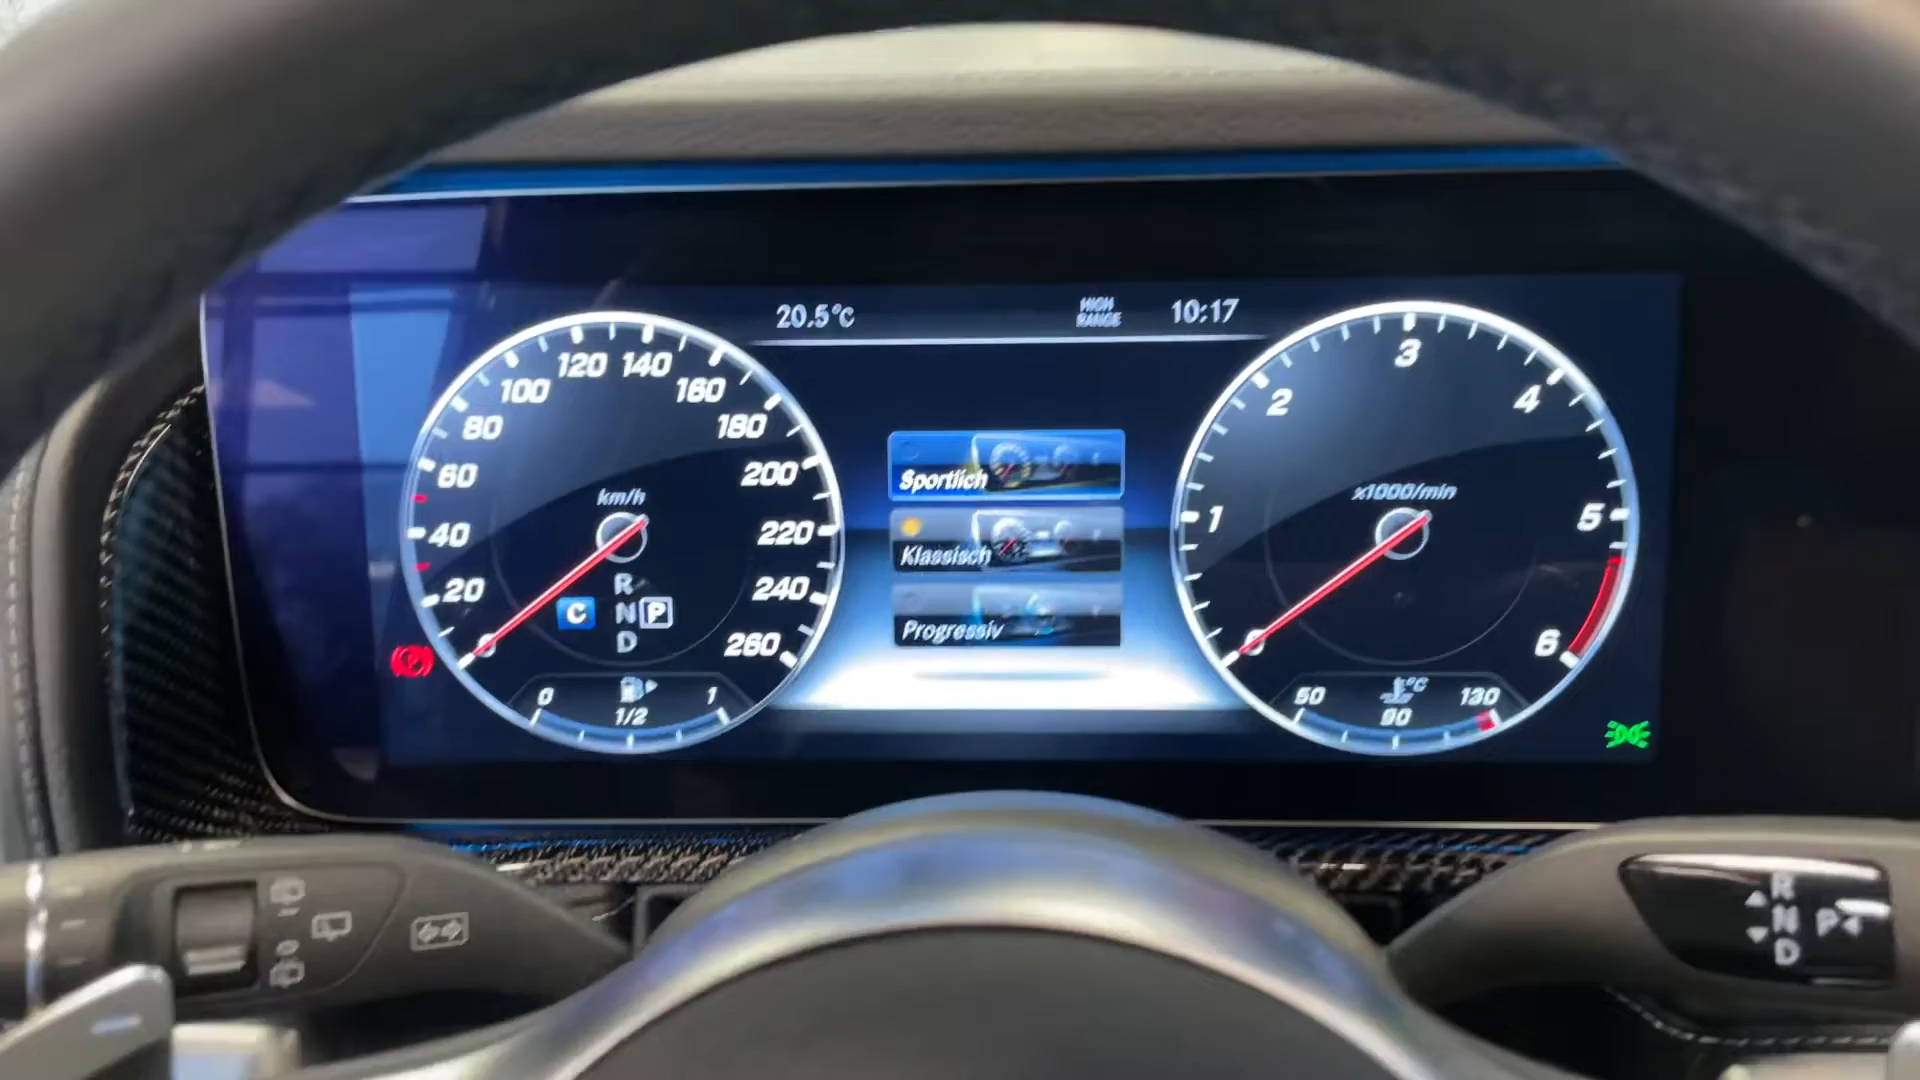 20.5°C
HIGH
RANGE
10:17
km/h
0
20
40
60
80
100
120
140
160
180
200
220
240
260
R
C
N
P
D
0
1/2
1
Sportlich
Klassisch
Progressiv
x1000/min
0
1
2
3
4
5
6
50
°C
90
130
R
N
P
D